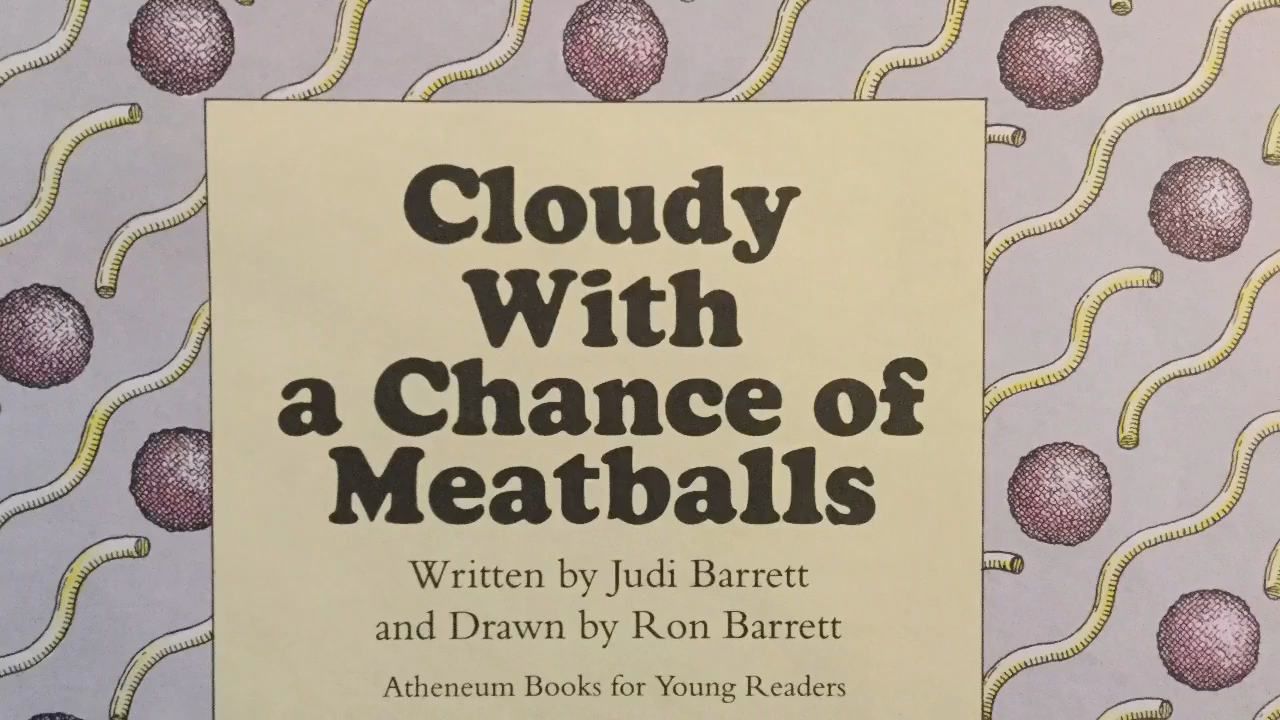 Cloudy
With
a Chance of
Meatballs
Written by Judi Barrett
and Drawn by Ron Barrett
Atheneum Books for Young Readers